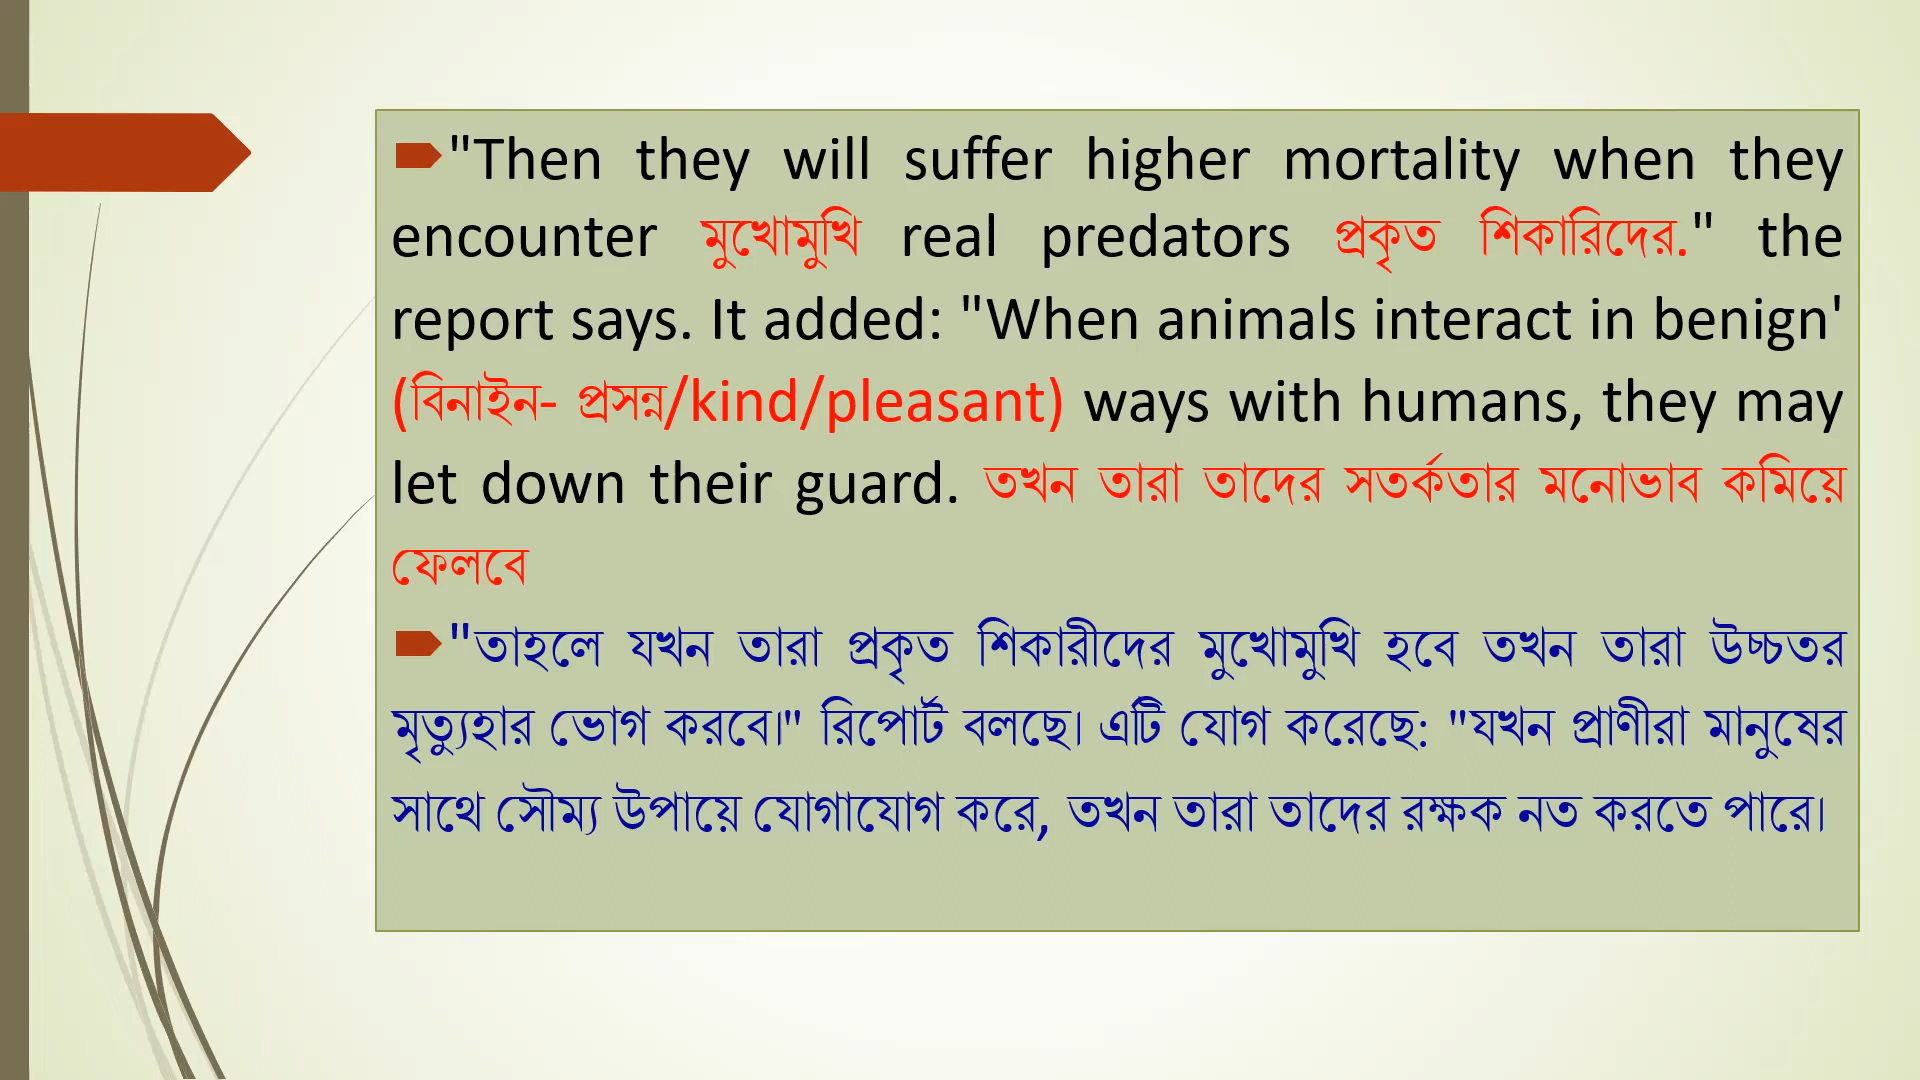 "Then they will suffer higher mortality when they
encounter মুখোমুখি real predators প্রকৃত শিকারিদের." the
report says. It added: "When animals interact in benign'
(বিনাইন- প্রসন্ন/kind/pleasant) ways with humans, they may
let down their guard. তখন তারা তাদের সতর্কতার মনোভাব কমিয়ে
ফেলবে
"তাহলে যখন তারা প্রকৃত শিকারীদের মুখোমুখি হবে তখন তারা উচ্চতর
মৃত্যুহার ভোগ করবে।" রিপোর্ট বলছে। এটি যোগ করেছে: "যখন প্রাণীরা মানুষের
সাথে সৌম্য উপায়ে যোগাযোগ করে, তখন তারা তাদের রক্ষক নত করতে পারে।